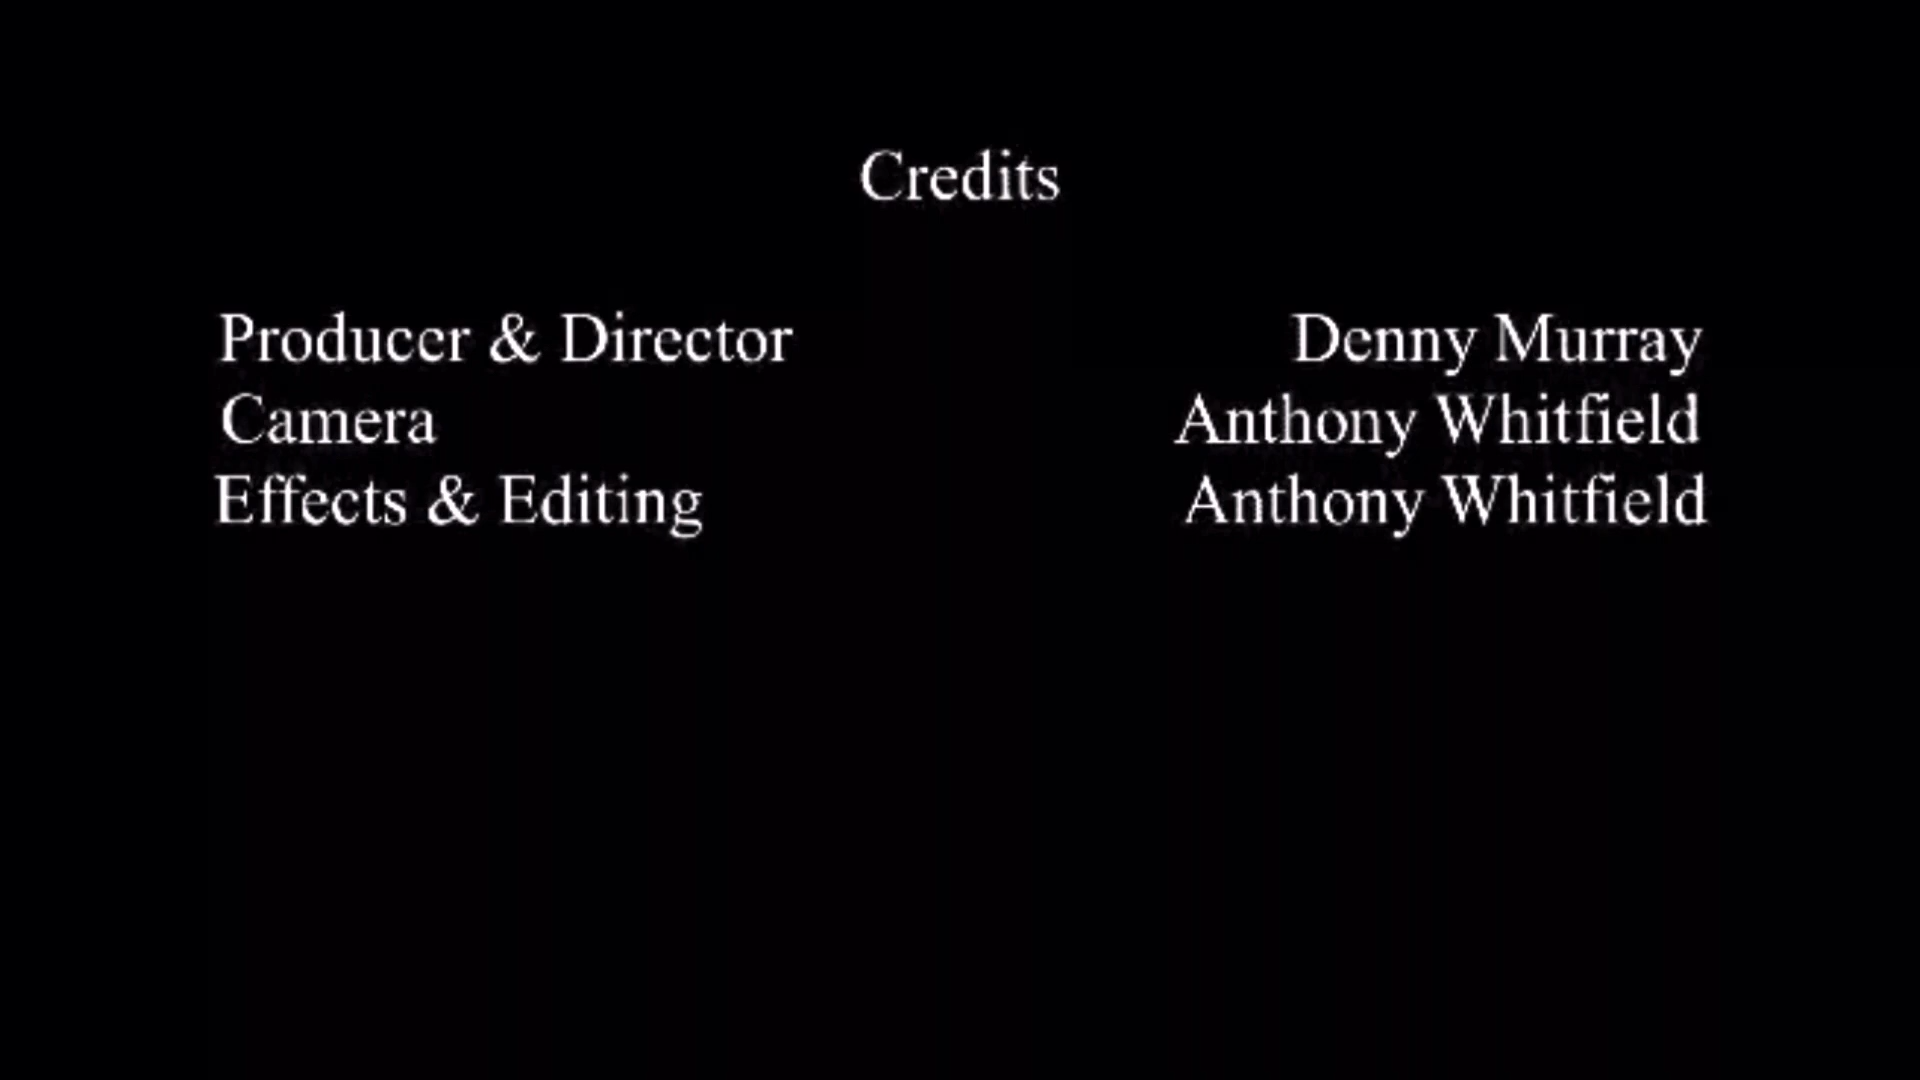 Credits
Producer & Director Denny Murray
Camera Anthony Whitfield
Effects & Editing Anthony Whitfield